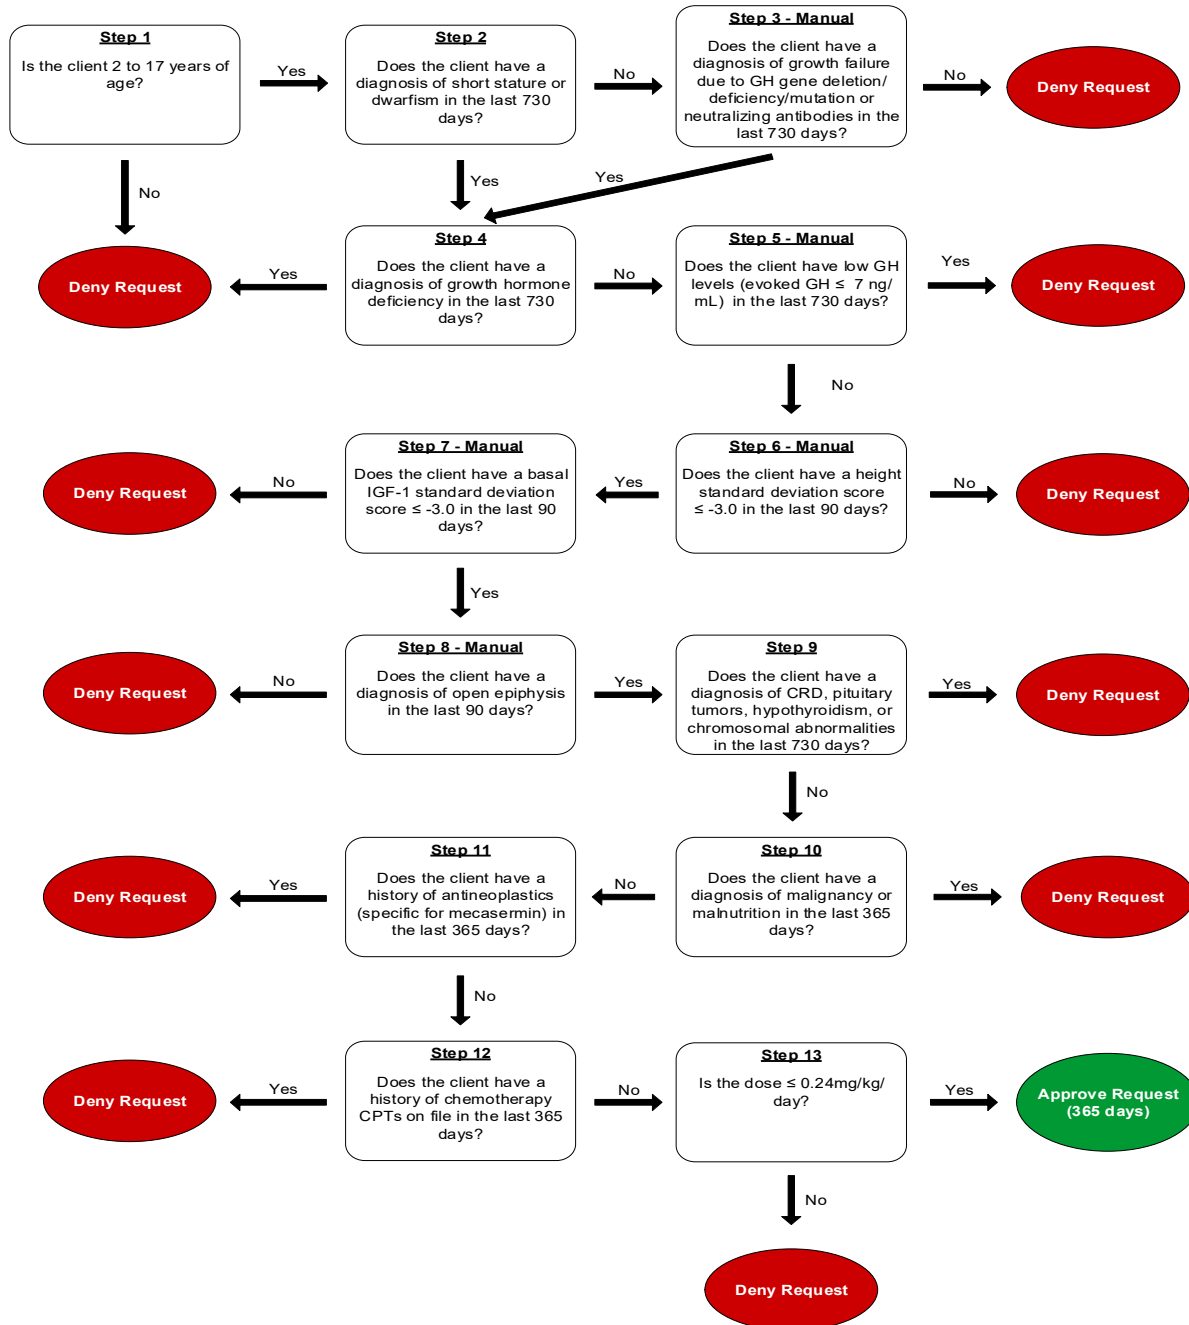 Step 1
Is the client 2 to 17 years of
age?
Yes
Step 2
Does the client have a
diagnosis of short stature or
dwarfism in the last 730
days?
No
Step 3 - Manual
Does the client have a
diagnosis of growth failure
due to GH gene deletion/
deficiency/mutation or
neutralizing antibodies in
the last 730 days?
No
Deny Request
No
Yes
Yes
Deny Request
Yes
Step 4
Does the client have a
diagnosis of growth hormone
deficiency in the last 730
days?
No
Step 5 - Manual
Does the client have low GH
levels (evoked GH ≤ 7 ng/
mL) in the last 730 days?
Yes
Deny Request
No
Deny Request
No
Step 7 - Manual
Does the client have a basal
IGF-1 standard deviation
score ≤ -3.0 in the last 90
days?
Yes
Step 6 - Manual
Does the client have a height
standard deviation score
≤ -3.0 in the last 90 days?
No
Deny Request
Yes
Deny Request
No
Step 8 - Manual
Does the client have a
diagnosis of open epiphysis
in the last 90 days?
Yes
Step 9
Does the client have a
diagnosis of CRD, pituitary
tumors, hypothyroidism, or
chromosomal abnormalities
in the last 730 days?
Yes
Deny Request
No
Deny Request
Yes
Step 11
Does the client have a
history of antineoplastics
(specific for mecasermin) in
the last 365 days?
No
Step 10
Does the client have a
diagnosis of malignancy or
malnutrition in the last 365
days?
Yes
Deny Request
No
Deny Request
Yes
Step 12
Does the client have a
history of chemotherapy
CPTs on file in the last 365
days?
No
Step 13
Is the dose ≤ 0.24mg/kg/
day?
Yes
Approve Request
(365 days)
No
Deny Request